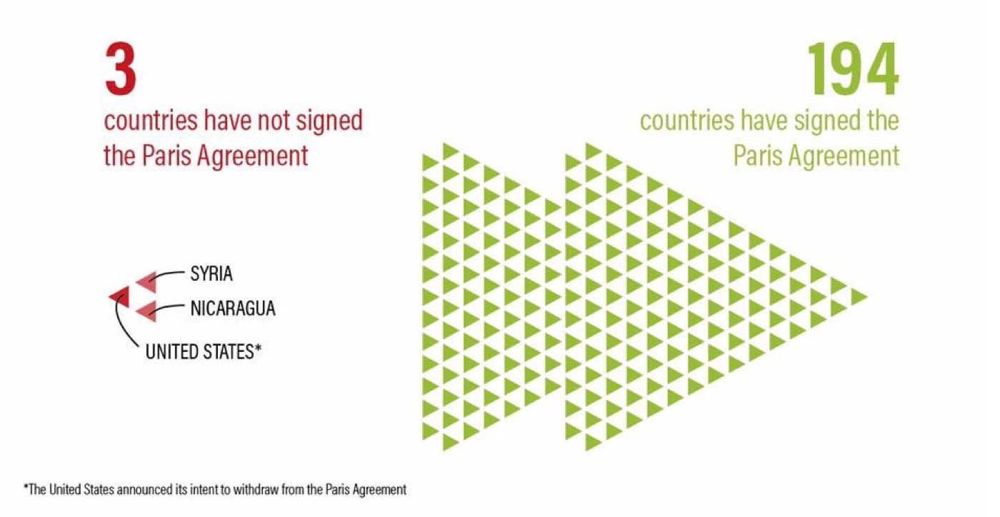 3
countries have not signed
the Paris Agreement
194
countries have signed the
Paris Agreement
SYRIA
NICARAGUA
UNITED STATES*
*The United States announced its intent to withdraw from the Paris Agreement